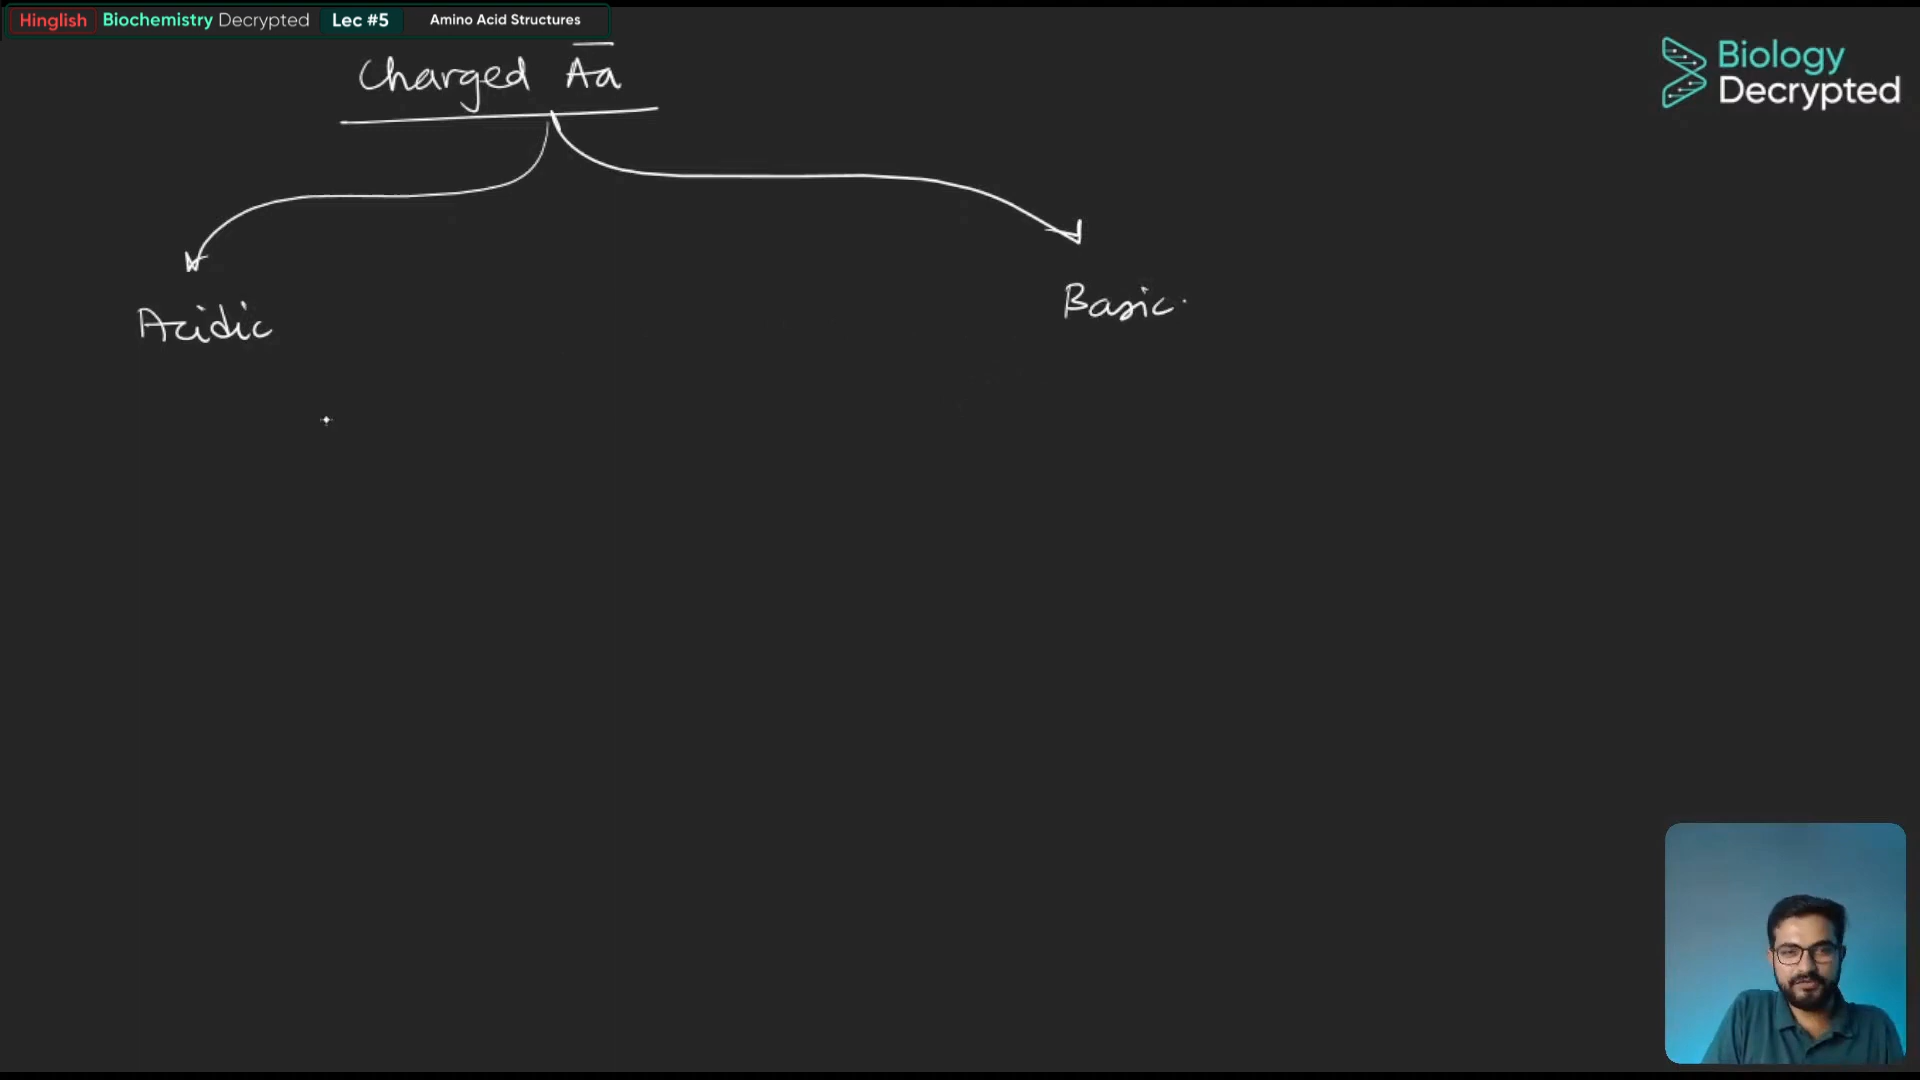 Hinglish Biochemistry Decrypted Lec #5 Amino Acid Structures
Biology
Decrypted
Charged Aa
Acidic
Basic.